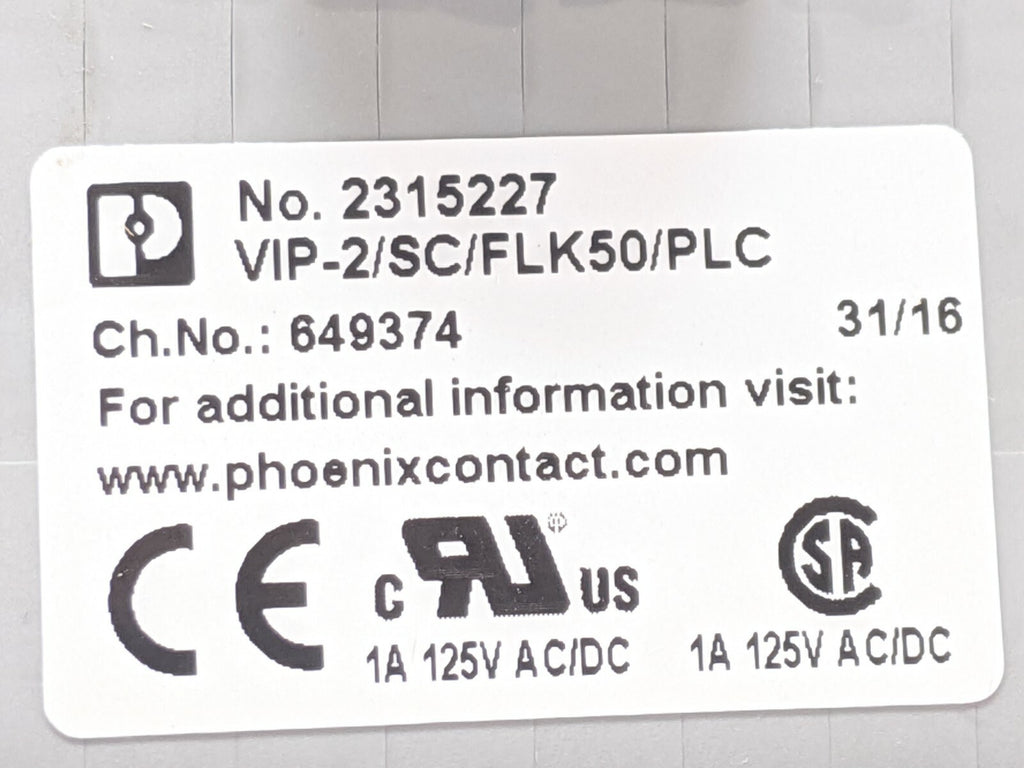 No. 2315227
VIP-2/SC/FLK50/PLC
Ch.No.: 649374 31/16
For additional information visit:
www.phoenixcontact.com
CE c RU ® US SA
1A 125V AC/DC 1A 125V AC/DC